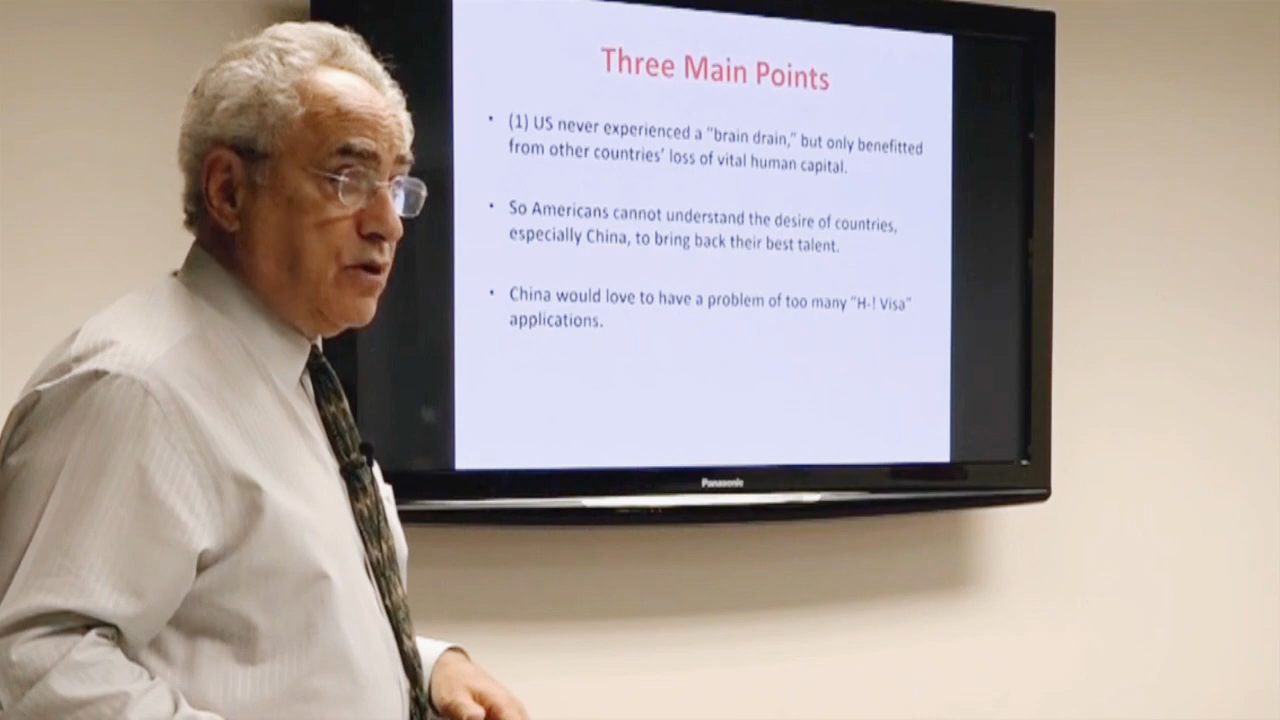 Three Main Points
• (1) US never experienced a "brain drain," but only benefitted
from other countries' loss of vital human capital.
• So Americans cannot understand the desire of countries,
especially China, to bring back their best talent.
• China would love to have a problem of too many "H-! Visa"
applications.
Panasonic